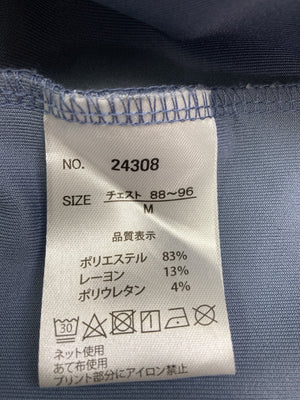 NO. 24308
SIZE チェスト 88〜96
M
品質表示
ポリエステル 83%
レーヨン 13%
ポリウレタン 4%
30
ネット使用
あて布使用
プリント部分にアイロン禁止